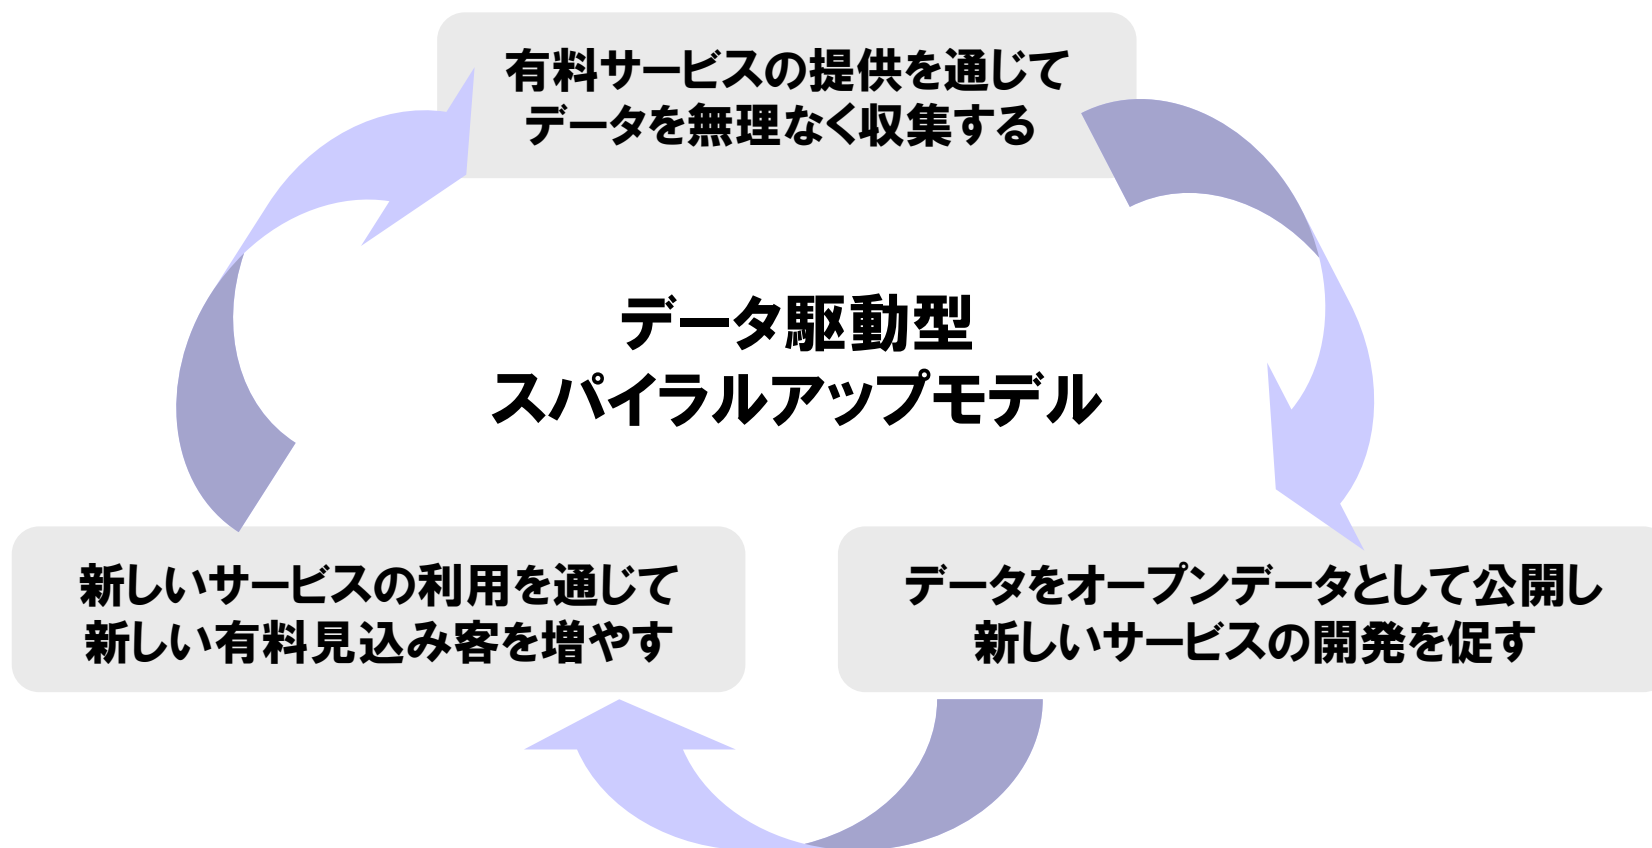 有料サービスの提供を通じて
データを無理なく収集する
データ駆動型
スパイラルアップモデル
新しいサービスの利用を通じて
新しい有料見込み客を増やす
データをオープンデータとして公開し
新しいサービスの開発を促す